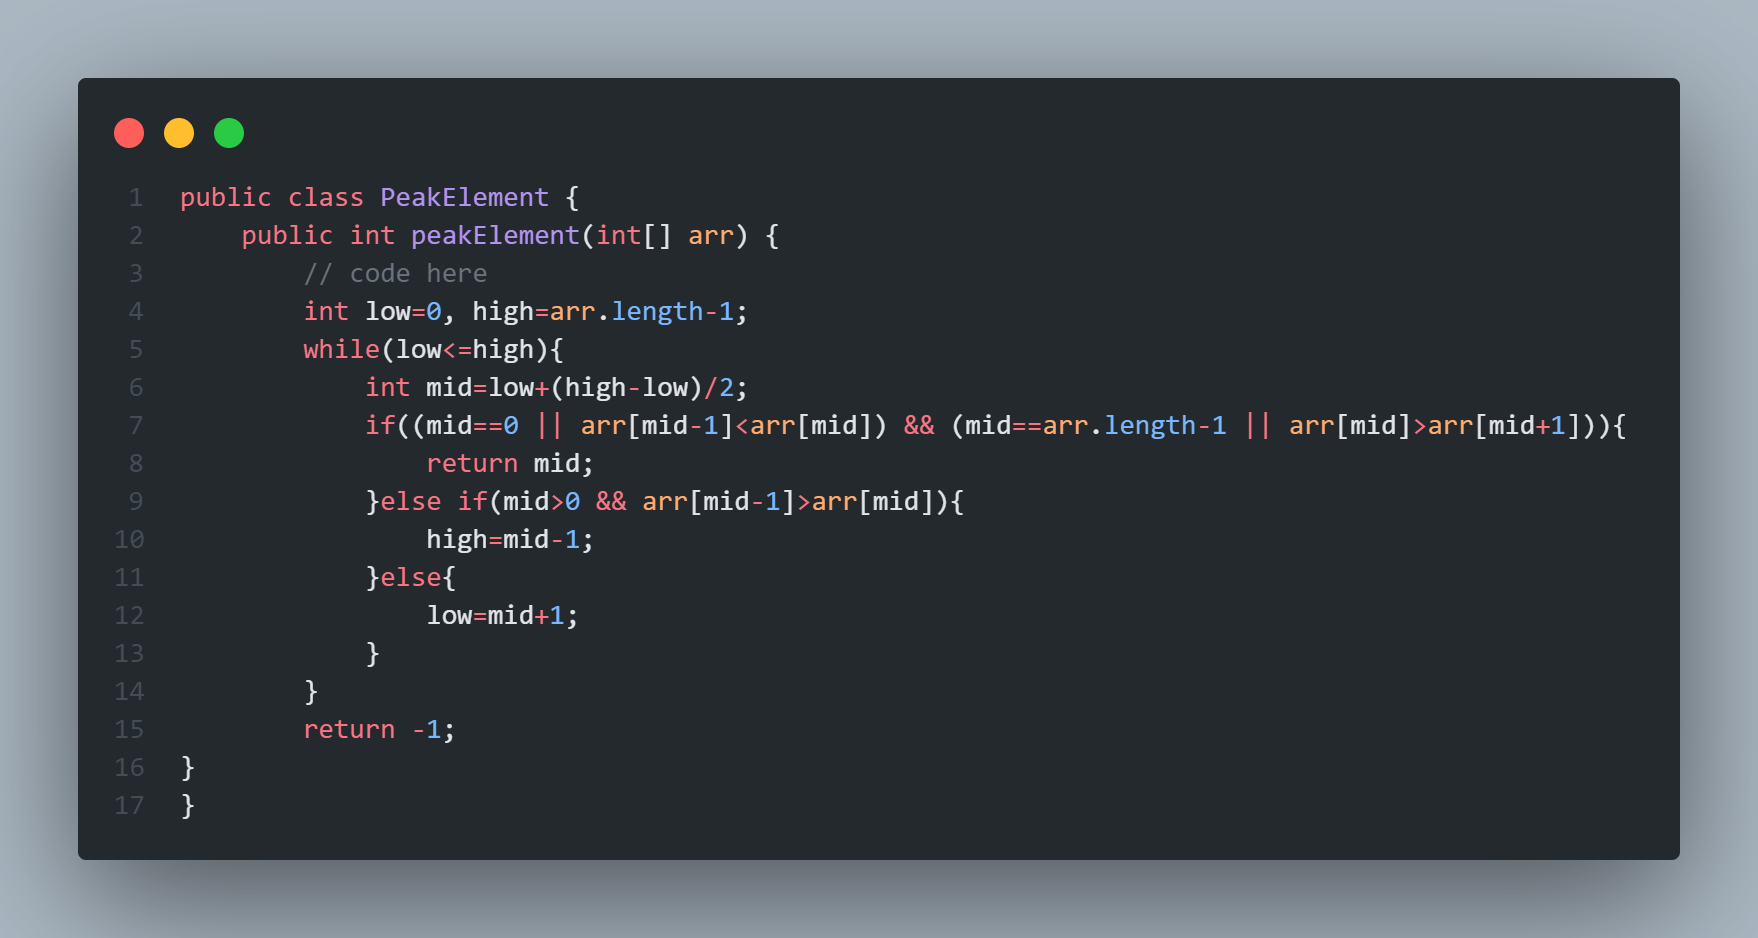 1 public class PeakElement {
2     public int peakElement(int[] arr) {
3         // code here
4         int low=0, high=arr.length-1;
5         while(low<=high){
6             int mid=low+(high-low)/2;
7             if((mid==0 || arr[mid-1]<arr[mid]) && (mid==arr.length-1 || arr[mid]>arr[mid+1])){
8                 return mid;
9             }else if(mid>0 && arr[mid-1]>arr[mid]){
10                 high=mid-1;
11             }else{
12                 low=mid+1;
13             }
14         }
15         return -1;
16 }
17 }